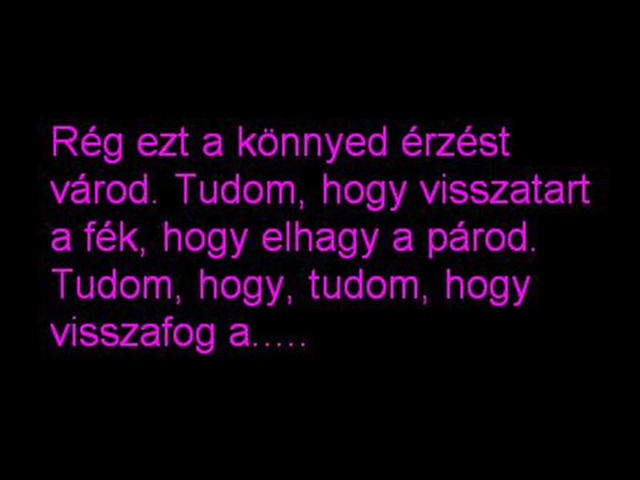 Rég ezt a könnyed érzést
várod. Tudom, hogy visszatart
a fék, hogy elhagy a párod.
Tudom, hogy, tudom, hogy
visszafog a.....